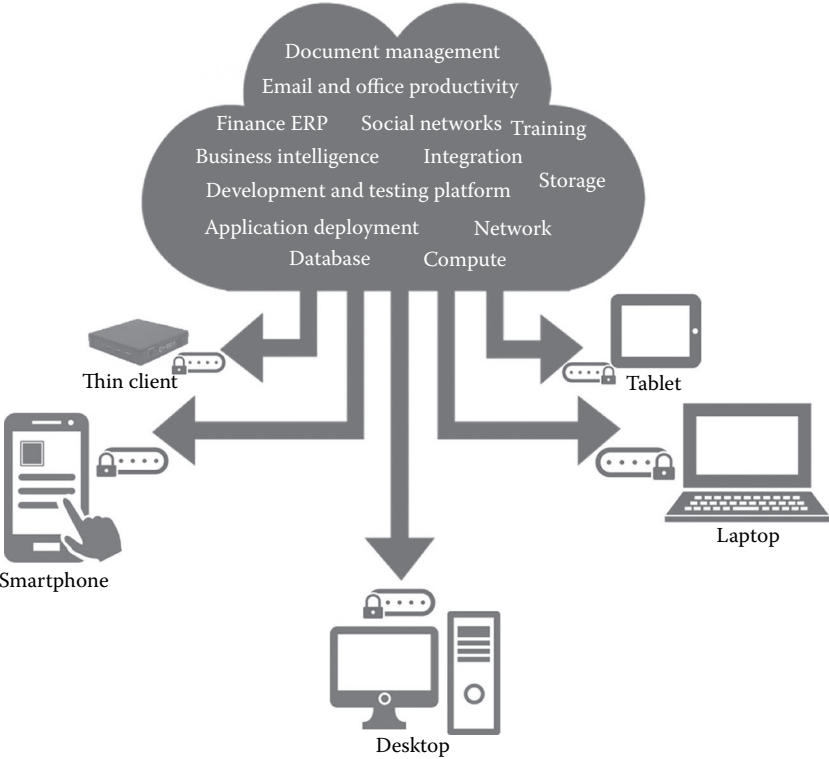 Document management
Email and office productivity
Finance ERP Social networks Training
Business intelligence Integration
Storage
Development and testing platform
Application deployment Network
Database Compute
Thin client
Tablet
Smartphone
Laptop
Desktop